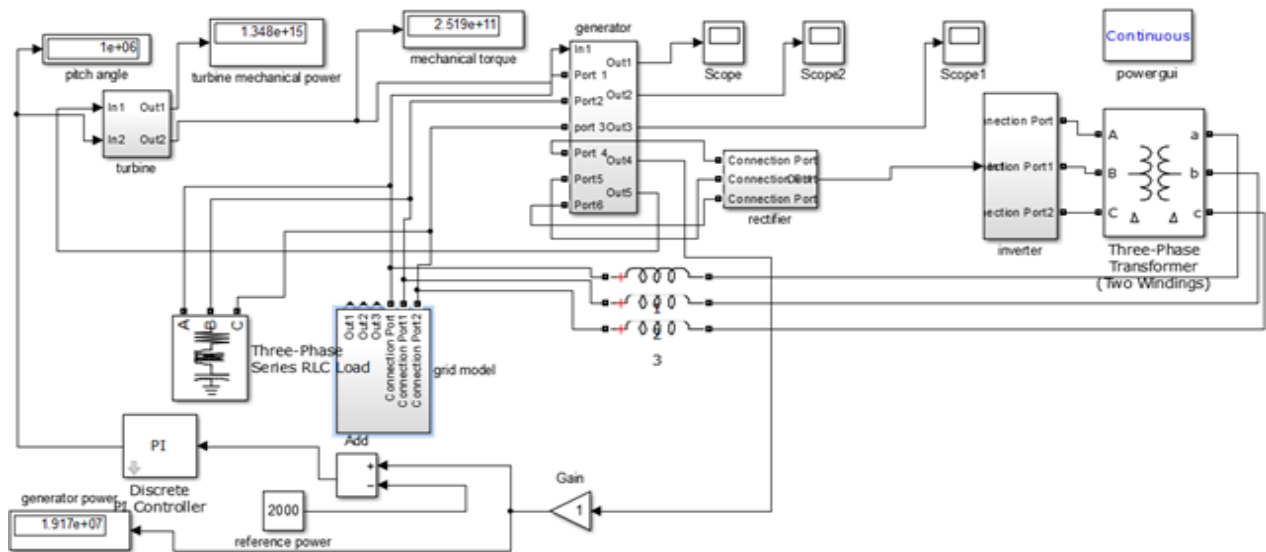 1e+06
pitch angle
1.348e+15
turbine mechanical power
2.519e+11
mechanical torque
generator
In1
Port 1
Port2
port 3
Port 4
Port5
Port6
Out1
Out2
Out3
Out4
Out5
Scope
Scope2
Scope1
Continuous
powergui
In1 Out1
In2 Out2
turbine
Connection Port
Connection
Connection Port
rectifier
nection Port
ection Port1
ection Port2
inverter
A a
B b
C c
Δ Δ
Three-Phase
Transformer
(Two Windings)
+
+
+
1
2
3
A B C
Three-Phase
Series RLC Load
Out1
Out2
Out3
Connection Port
Connection Port1
Connection Port2
grid model
PI
Discrete
PI Controller
Add
+
−
Gain
1
2000
reference power
generator power
1.917e+07